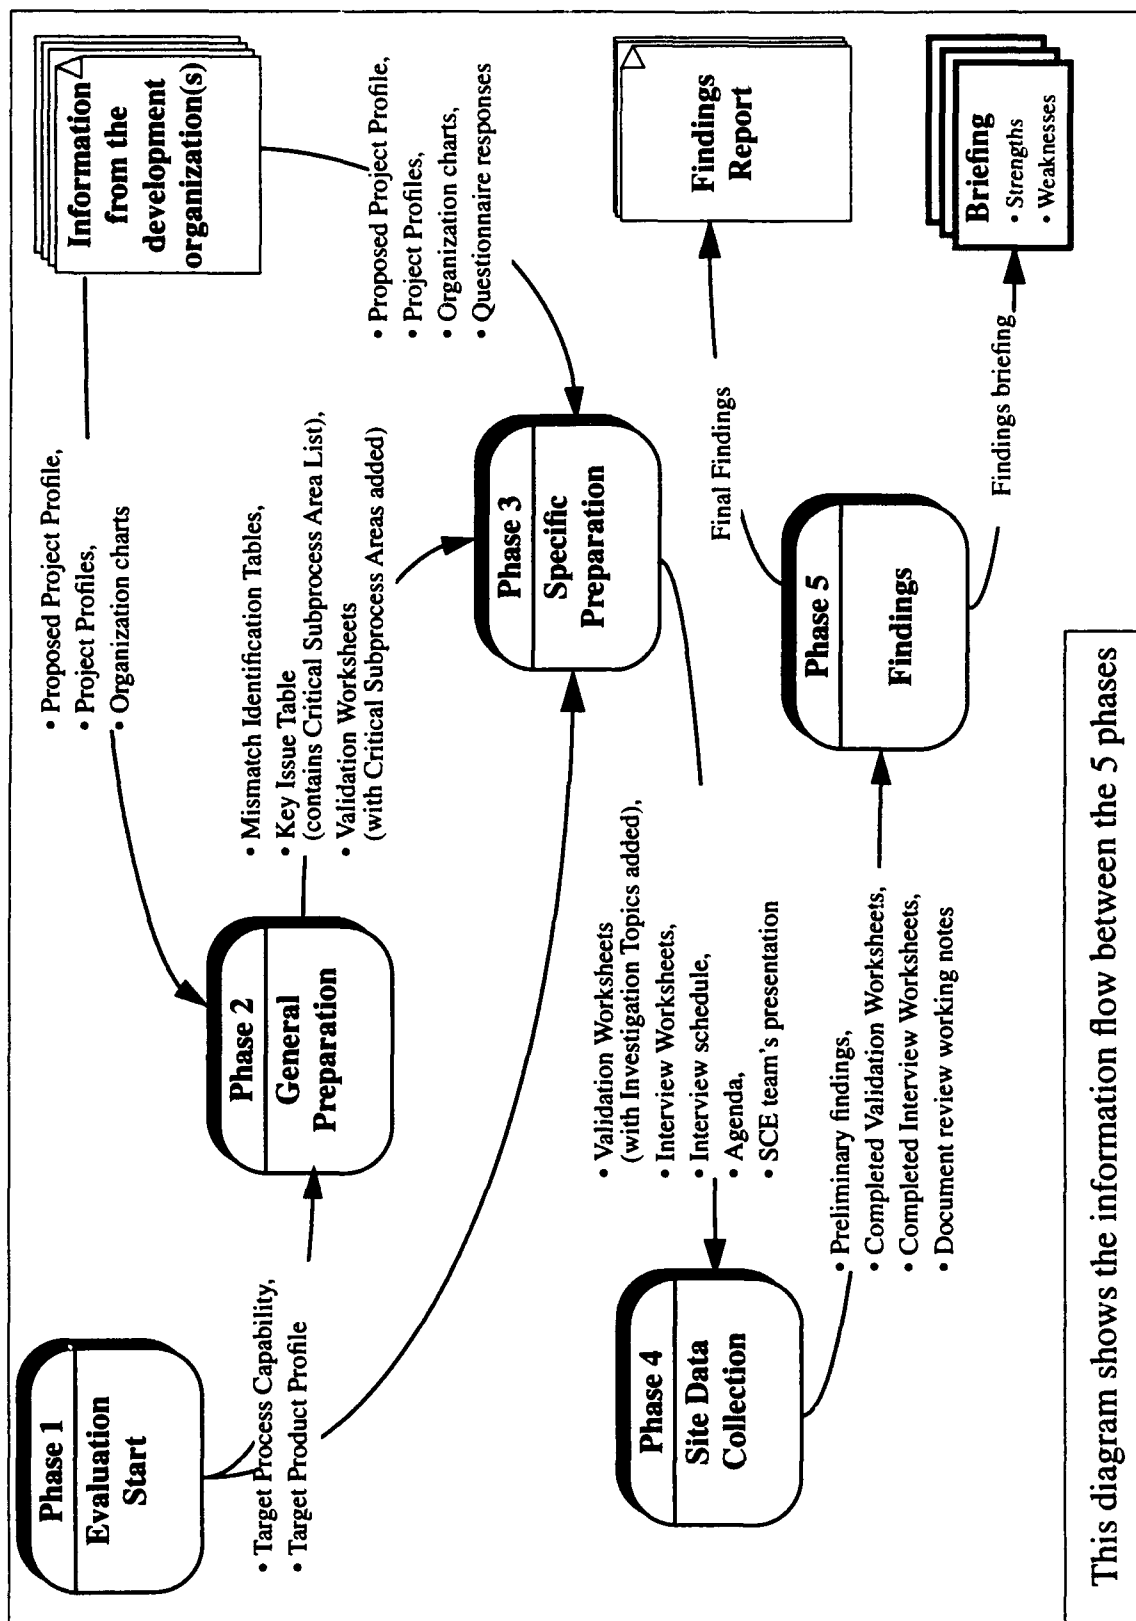 Phase 1
Evaluation
Start
• Target Process Capability,
• Target Product Profile
Phase 2
General
Preparation
• Proposed Project Profile,
• Project Profiles,
• Organization charts
Information
from the
development
organization(s)
• Mismatch Identification Tables,
• Key Issue Table
(contains Critical Subprocess Area List),
• Validation Worksheets
(with Critical Subprocess Areas added)
• Proposed Project Profile,
• Project Profiles,
• Organization charts,
• Questionnaire responses
Phase 3
Specific
Preparation
• Validation Worksheets
(with Investigation Topics added),
• Interview Worksheets,
• Interview schedule,
• Agenda,
• SCE team's presentation
Phase 4
Site Data
Collection
• Preliminary findings,
• Completed Validation Worksheets,
• Completed Interview Worksheets,
• Document review working notes
Phase 5
Findings
Final Findings
Findings
Report
Findings briefing
Briefing
• Strengths
• Weaknesses
This diagram shows the information flow between the 5 phases